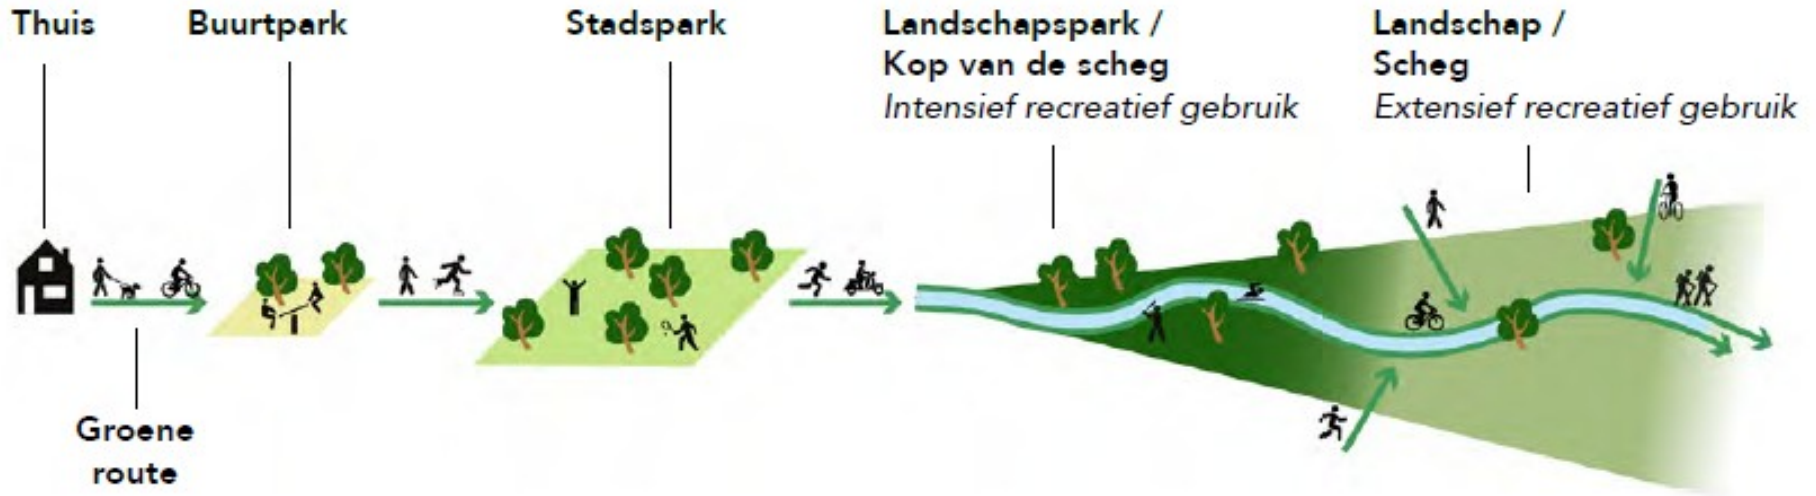 Thuis
Buurtpark
Stadspark
Landschapspark /
Kop van de scheg
Intensief recreatief gebruik
Landschap /
Scheg
Extensief recreatief gebruik
Groene
route